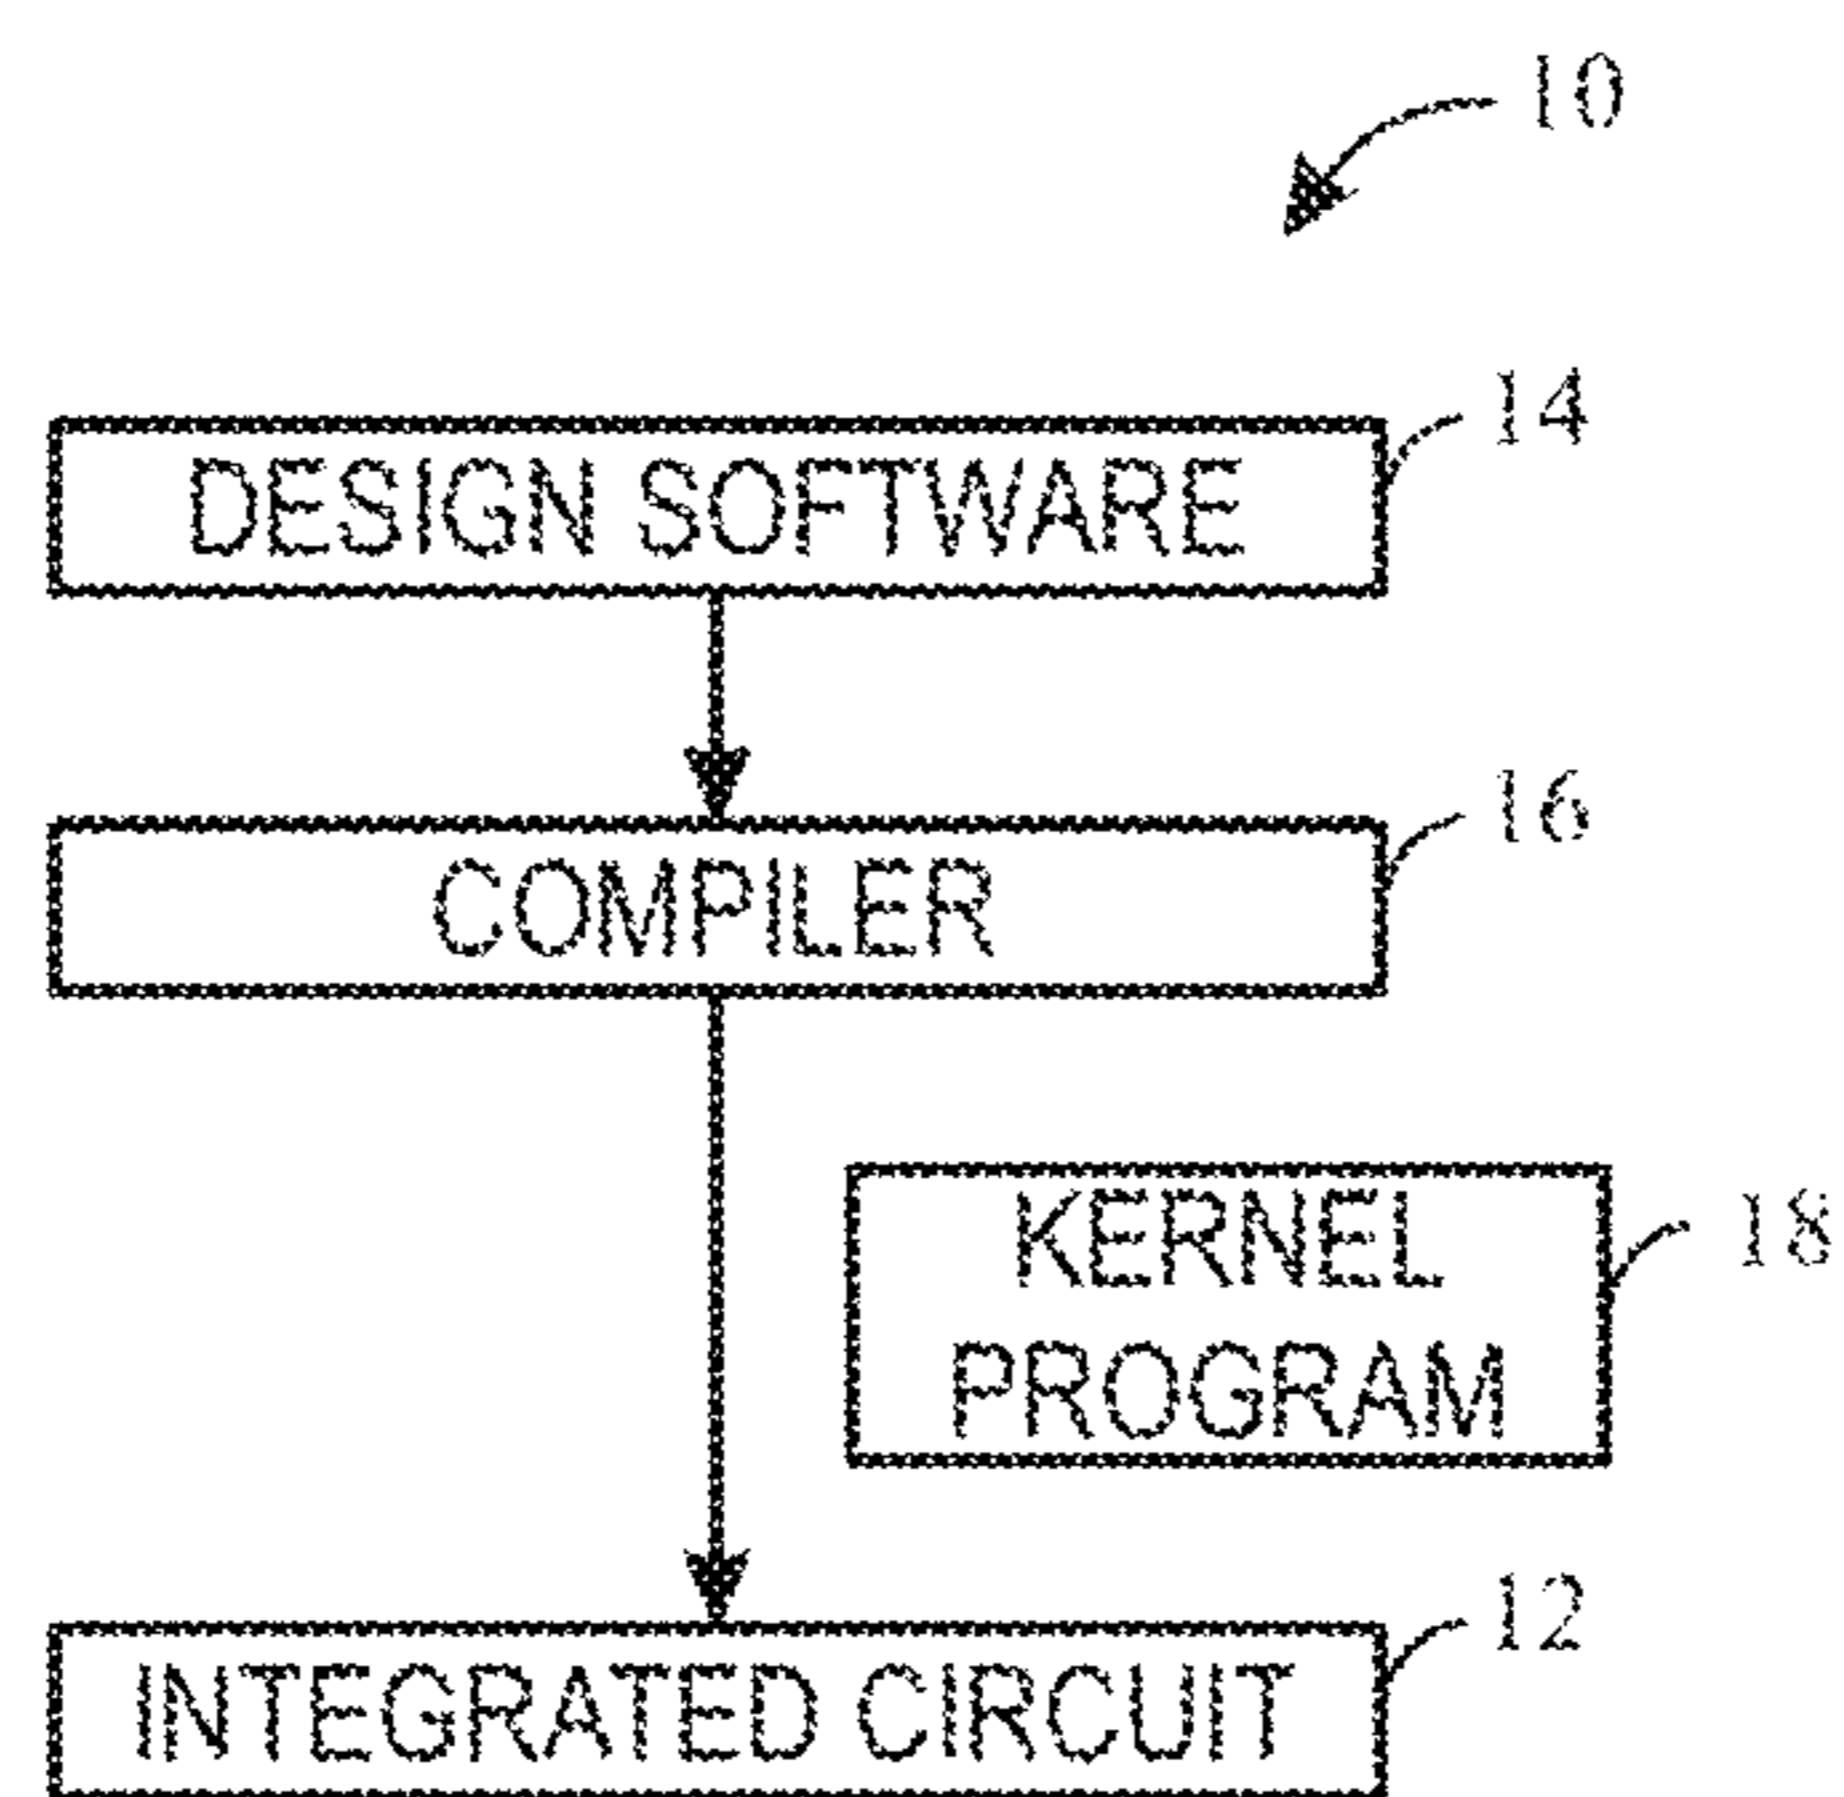 10
14
DESIGN SOFTWARE
16
COMPILER
KERNEL
PROGRAM
18
12
INTEGRATED CIRCUIT